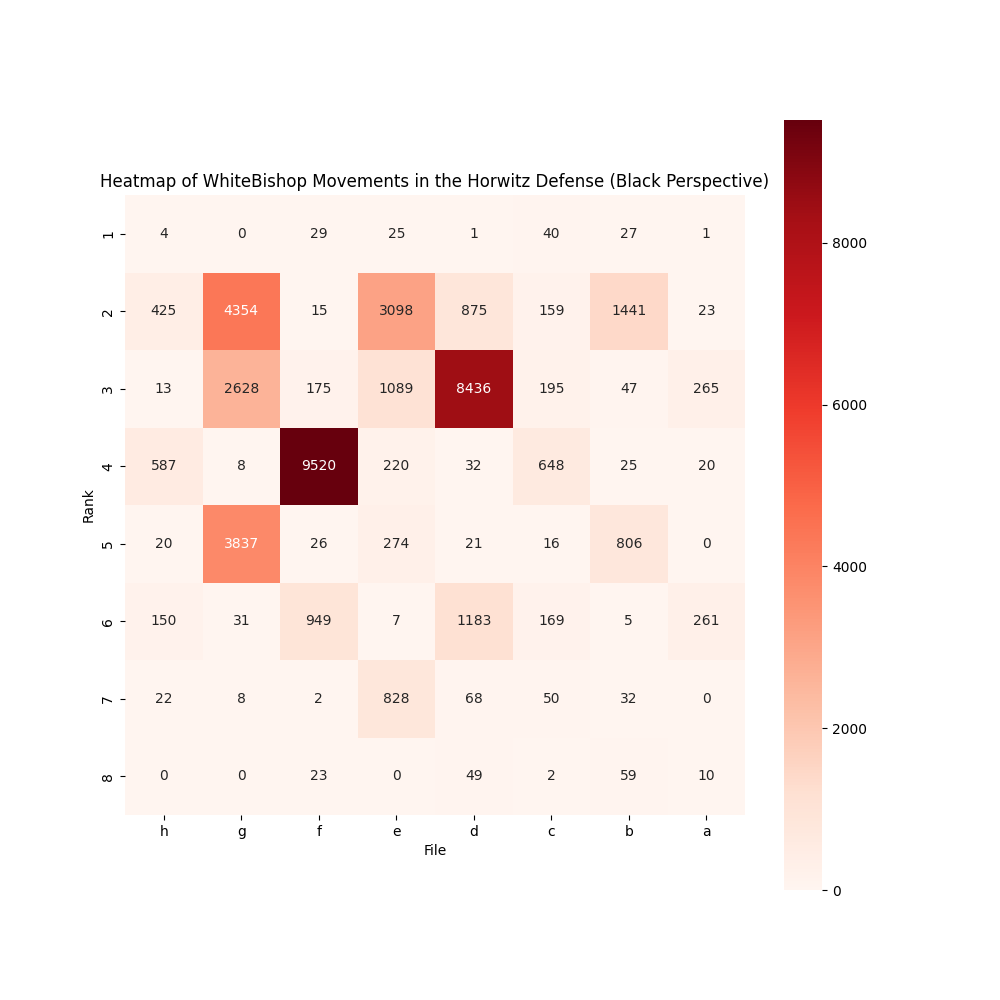 Heatmap of WhiteBishop Movements in the Horwitz Defense (Black Perspective)
1 4 0 29 25 1 40 27 1
2 425 4354 15 3098 875 159 1441 23
3 13 2628 175 1089 8436 195 47 265
4 587 8 9520 220 32 648 25 20
Rank
5 20 3837 26 274 21 16 806 0
6 150 31 949 7 1183 169 5 261
7 22 8 2 828 68 50 32 0
8 0 0 23 0 49 2 59 10
h g f e d c b a
File
8000
6000
4000
2000
0